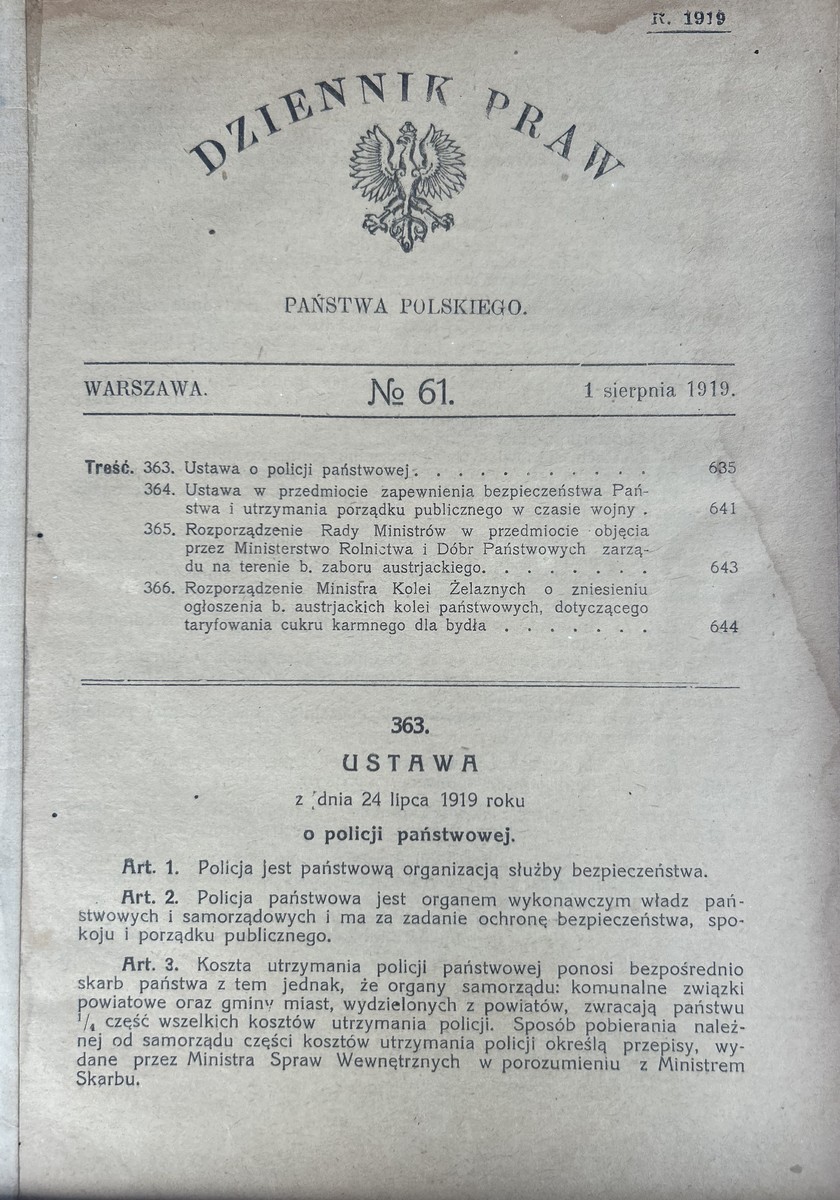 R. 1919
DZIENNIK PRAW
PAŃSTWA POLSKIEGO.
WARSZAWA. № 61. 1 sierpnia 1919.
Treść. 363. Ustawa o policji państwowej . . . . . . . . . . . 635
364. Ustawa w przedmiocie zapewnienia bezpieczeństwa Pań-
stwa i utrzymania porządku publicznego w czasie wojny . 641
365. Rozporządzenie Rady Ministrów w przedmiocie objęcia
przez Ministerstwo Rolnictwa i Dóbr Państwowych zarzą-
du na terenie b. zaboru austrjackiego. . . . . . . . 643
366. Rozporządzenie Ministra Kolei Żelaznych o zniesieniu
ogłoszenia b. austrjackich kolei państwowych, dotyczącego
taryfowania cukru karmnego dla bydła . . . . . . . 644
363.
USTAWA
z dnia 24 lipca 1919 roku
o policji państwowej.
Art. 1. Policja jest państwową organizacją służby bezpieczeństwa.
Art. 2. Policja państwowa jest organem wykonawczym władz pań-
stwowych i samorządowych i ma za zadanie ochronę bezpieczeństwa, spo-
koju i porządku publicznego.
Art. 3. Koszta utrzymania policji państwowej ponosi bezpośrednio
skarb państwa z tem jednak, że organy samorządu: komunalne związki
powiatowe oraz gminy miast, wydzielonych z powiatów, zwracają państwu
1/4 część wszelkich kosztów utrzymania policji. Sposób pobierania należ-
nej od samorządu części kosztów utrzymania policji określą przepisy, wy-
dane przez Ministra Spraw Wewnętrznych w porozumieniu z Ministrem
Skarbu.